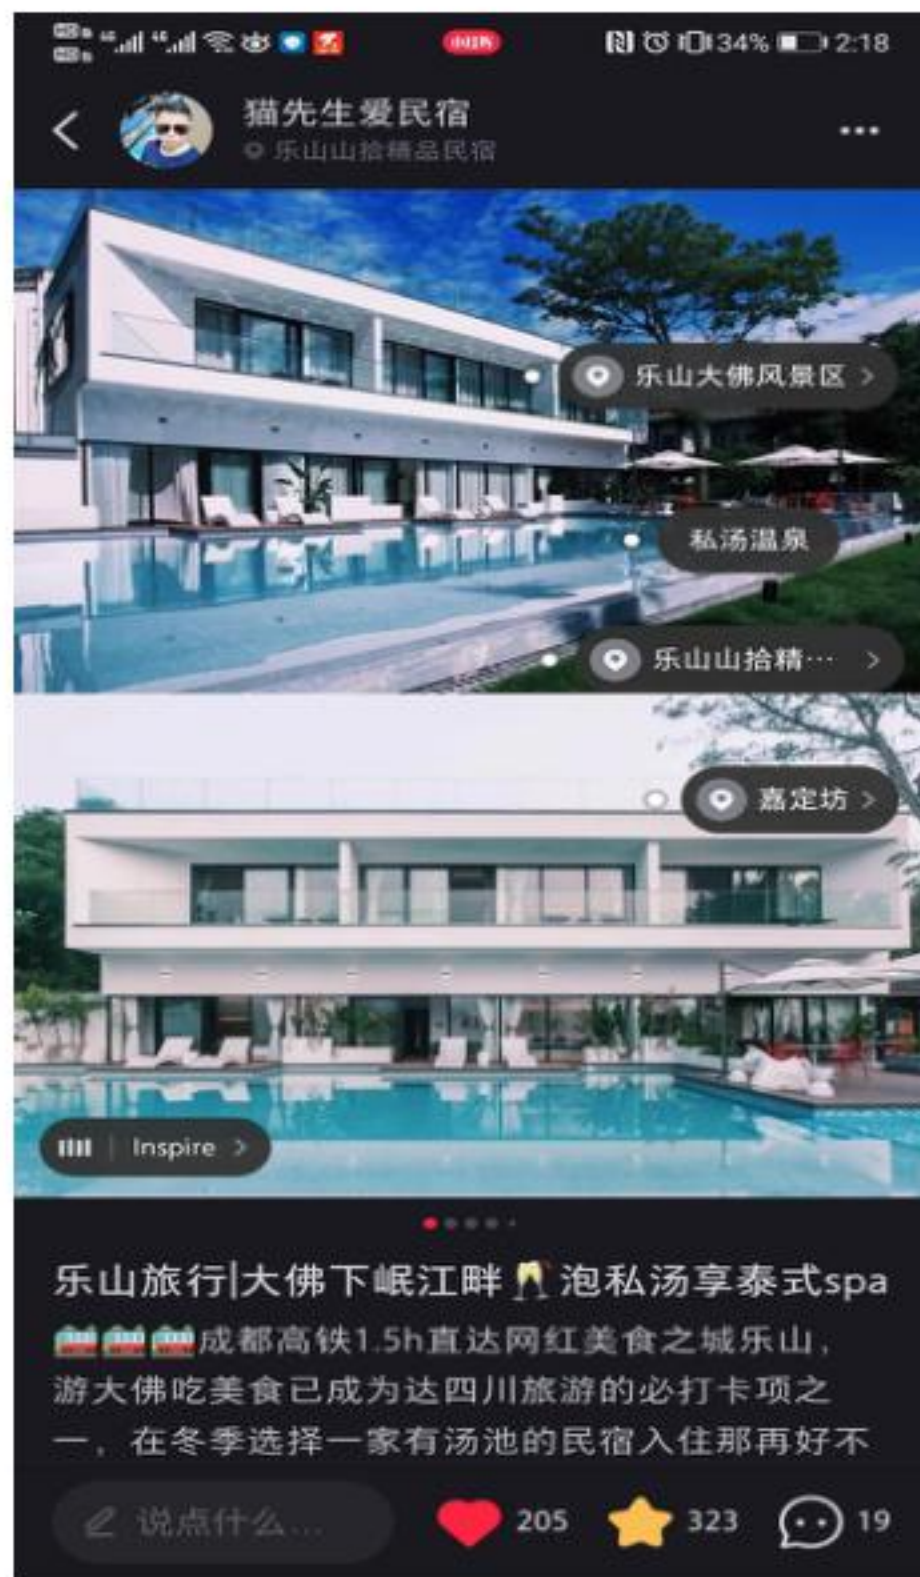 34% 2:18
猫先生爱民宿
乐山山拾精品民宿
乐山大佛风景区
私汤温泉
乐山山拾精…
嘉定坊
Inspire
乐山旅行|大佛下岷江畔🥂泡私汤享泰式spa
🚃🚃🚃成都高铁1.5h直达网红美食之城乐山，
游大佛吃美食已成为达四川旅游的必打卡项之
一，在冬季选择一家有汤池的民宿入住那再好不
说点什么... 205 323 19